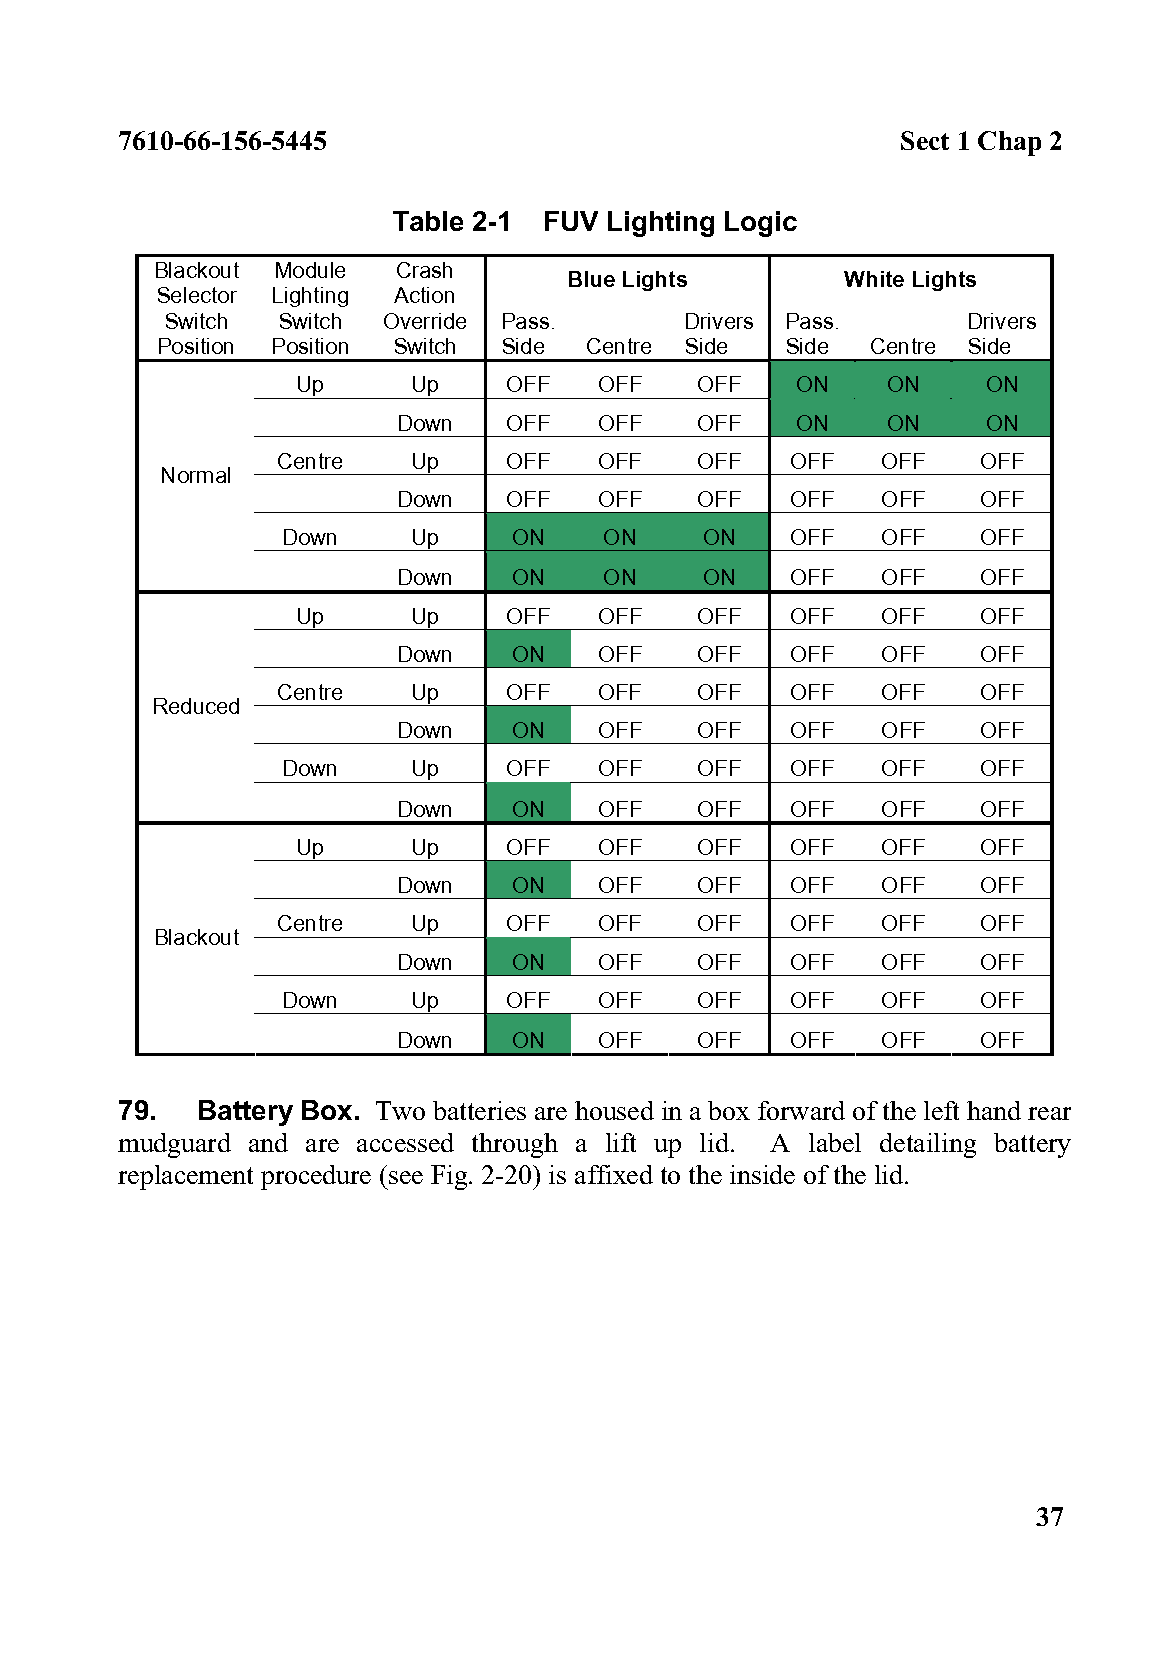 7610-66-156-5445 Sect 1 Chap 2
Table 2-1 FUV Lighting Logic
Blackout Module Crash
Blue Lights White Lights
Selector Lighting Action
Switch Switch Override Pass. Drivers Pass. Drivers
Position Position Switch Side Centre Side Side Centre Side
Up Up OFF OFF OFF ON ON ON
Down OFF OFF OFF ON ON ON
Centre Up OFF OFF OFF OFF OFF OFF
Normal
Down OFF OFF OFF OFF OFF OFF
Down Up ON ON ON OFF OFF OFF
Down ON ON ON OFF OFF OFF
Up Up OFF OFF OFF OFF OFF OFF
Down ON OFF OFF OFF OFF OFF
Centre Up OFF OFF OFF OFF OFF OFF
Reduced
Down ON OFF OFF OFF OFF OFF
Down Up OFF OFF OFF OFF OFF OFF
Down ON OFF OFF OFF OFF OFF
Up Up OFF OFF OFF OFF OFF OFF
Down ON OFF OFF OFF OFF OFF
Centre Up OFF OFF OFF OFF OFF OFF
Blackout
Down ON OFF OFF OFF OFF OFF
Down Up OFF OFF OFF OFF OFF OFF
Down ON OFF OFF OFF OFF OFF
79. Battery Box. Two batteries are housed in a box forward of the left hand rear
mudguard and are accessed through a lift up lid. A label detailing battery
replacement procedure (see Fig. 2-20) is affixed to the inside of the lid.
37